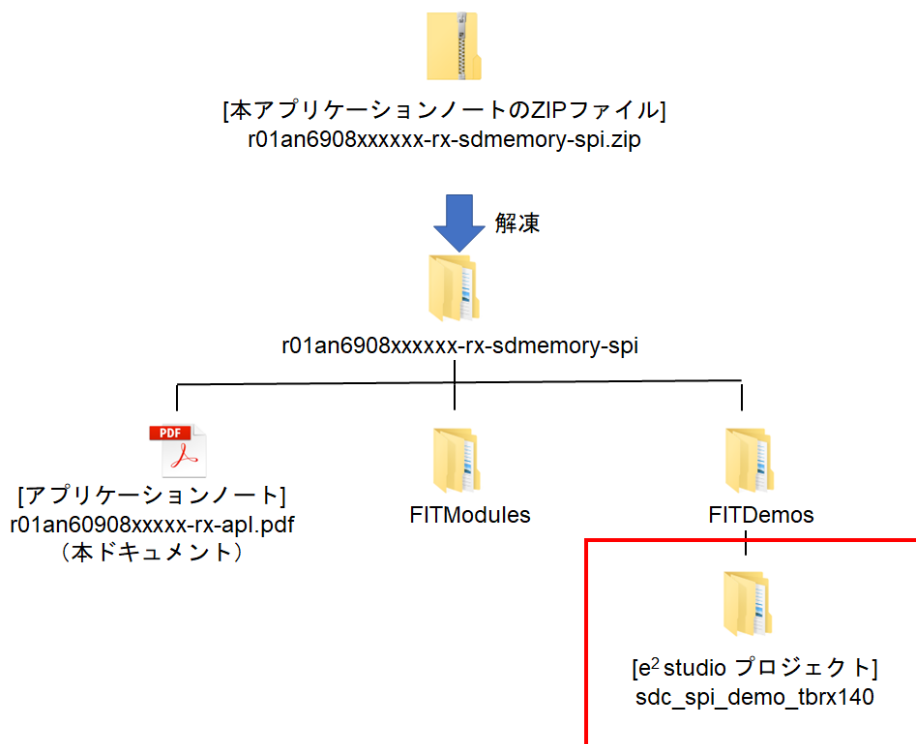 [本アプリケーションノートのZIPファイル]
r01an6908xxxxxx-rx-sdmemory-spi.zip
解凍
r01an6908xxxxxx-rx-sdmemory-spi
PDF
[アプリケーションノート]
r01an60908xxxxx-rx-apl.pdf
（本ドキュメント）
FITModules
FITDemos
[e² studio プロジェクト]
sdc_spi_demo_tbrx140